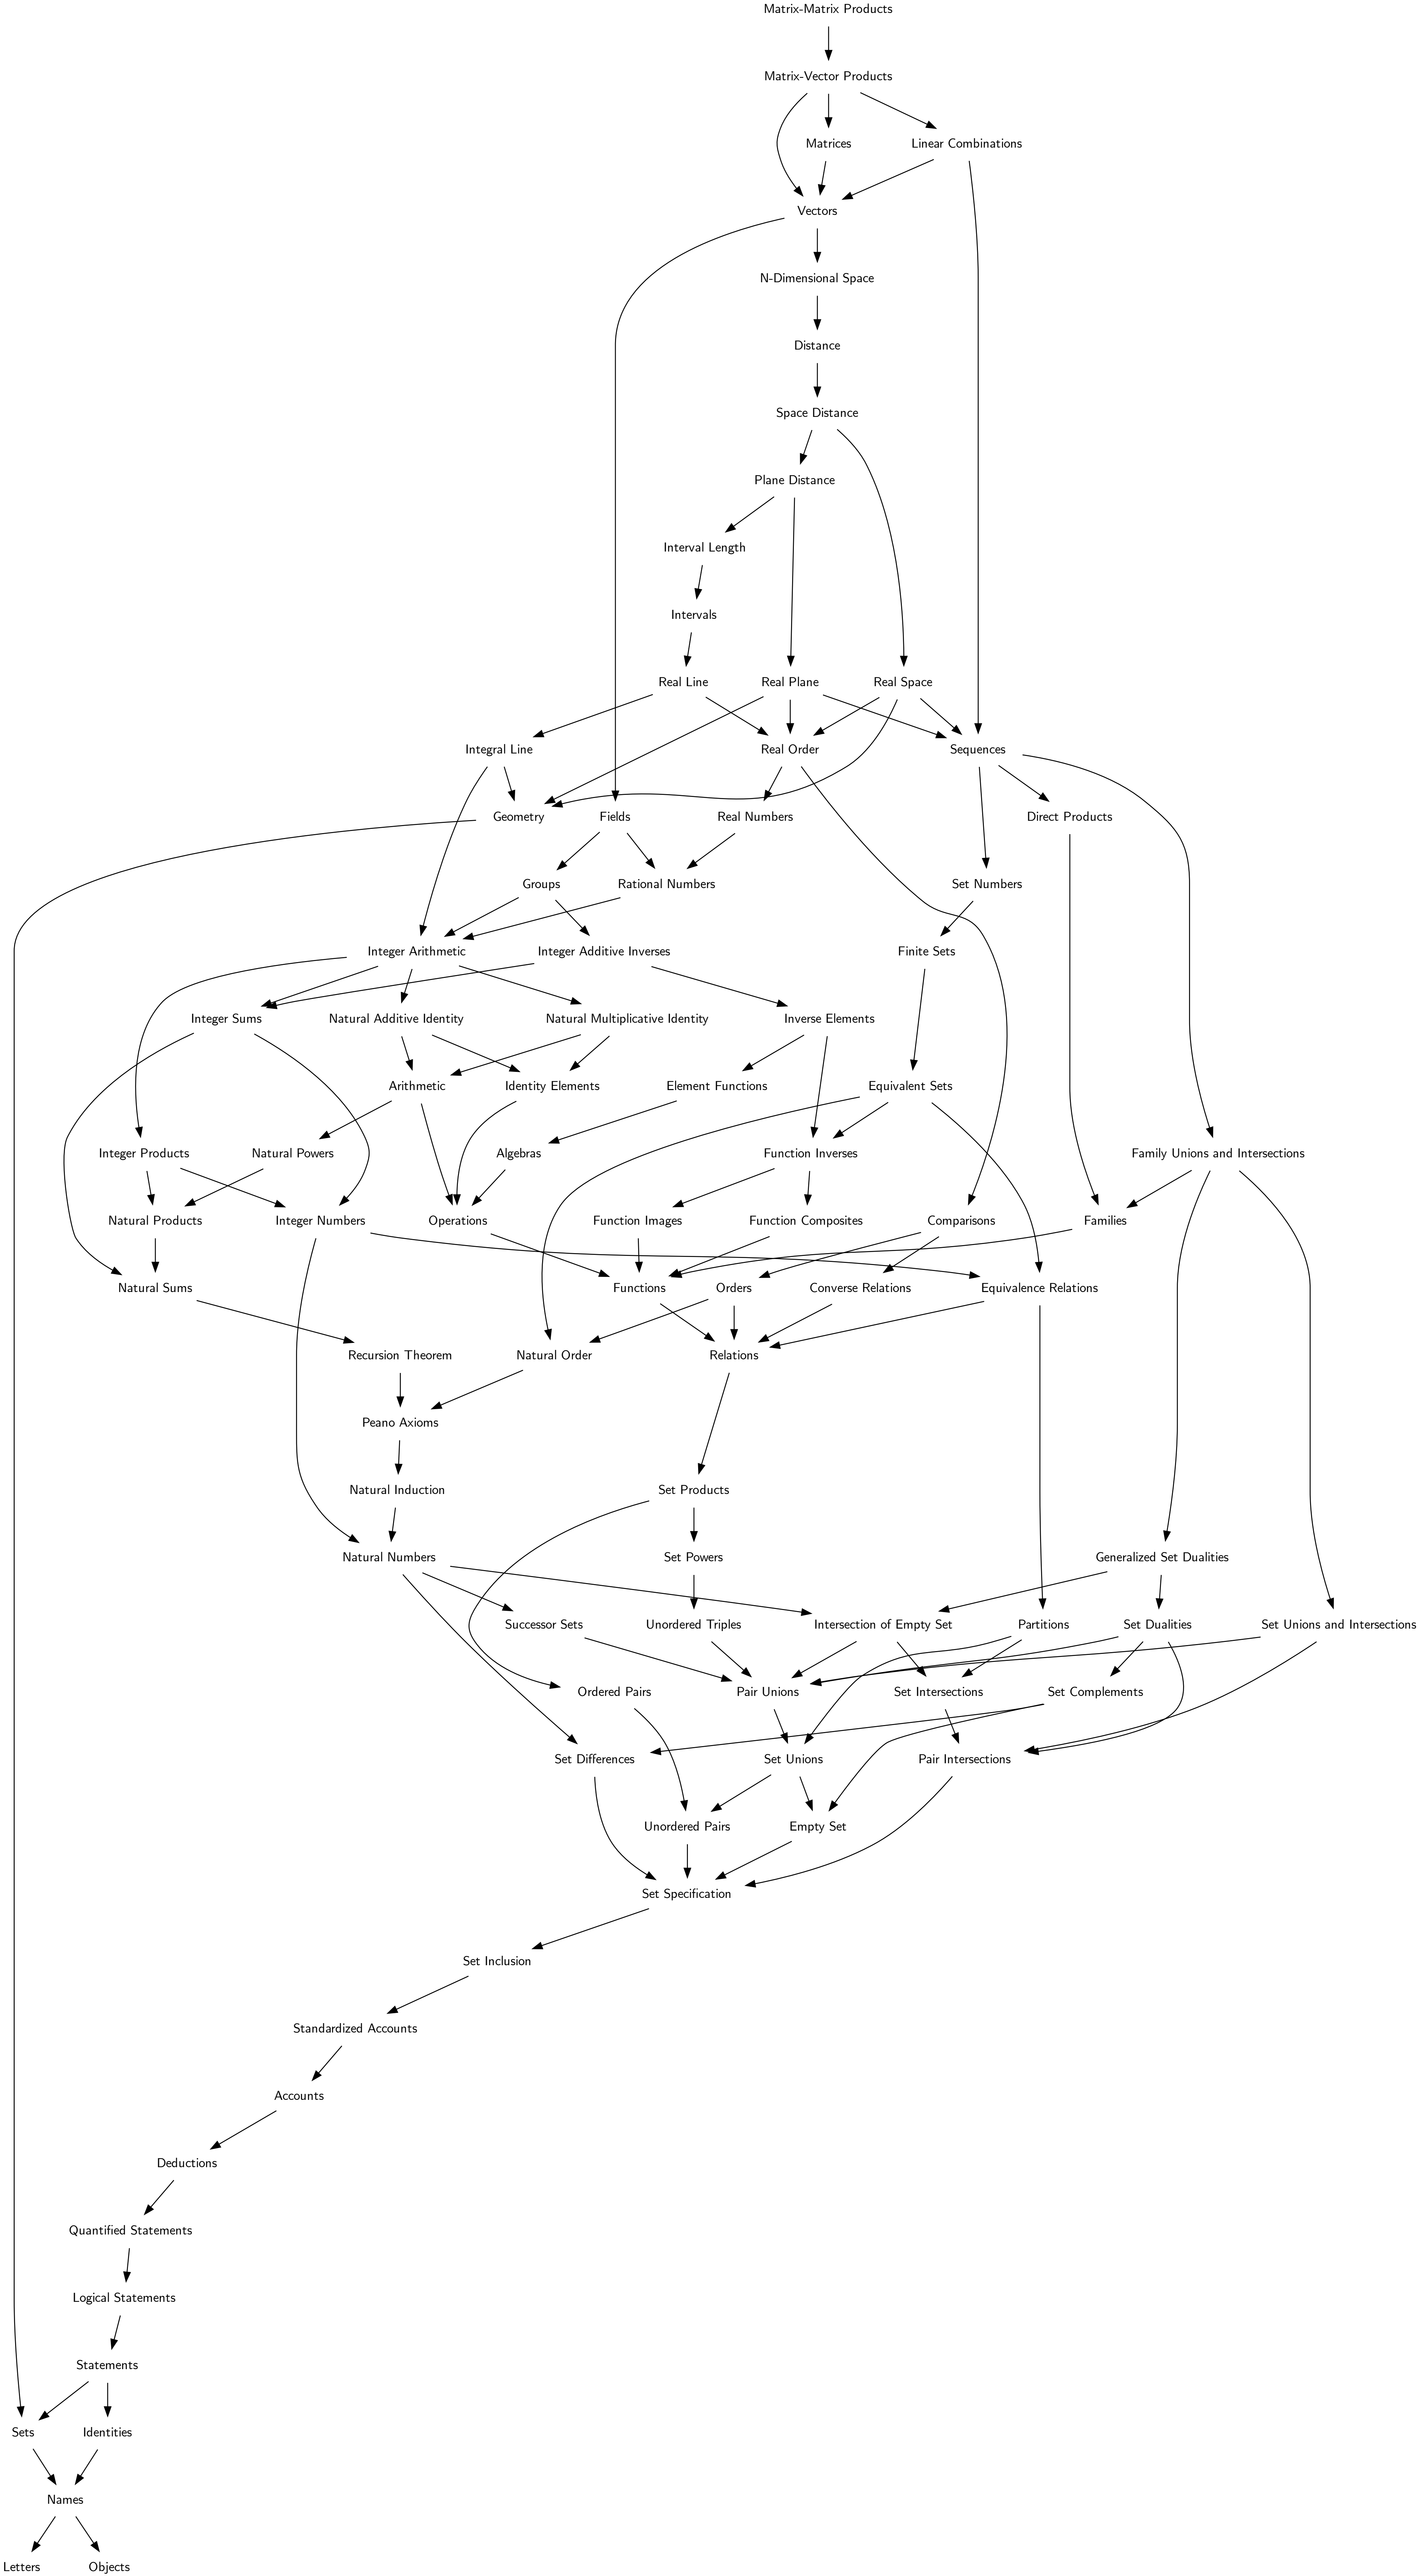 Matrix-Matrix Products
Matrix-Vector Products
Matrices
Linear Combinations
Vectors
N-Dimensional Space
Distance
Space Distance
Plane Distance
Interval Length
Intervals
Real Line
Real Plane
Real Space
Integral Line
Real Order
Sequences
Geometry
Fields
Real Numbers
Direct Products
Groups
Rational Numbers
Set Numbers
Integer Arithmetic
Integer Additive Inverses
Finite Sets
Integer Sums
Natural Additive Identity
Natural Multiplicative Identity
Inverse Elements
Arithmetic
Identity Elements
Element Functions
Equivalent Sets
Integer Products
Natural Powers
Algebras
Function Inverses
Family Unions and Intersections
Natural Products
Integer Numbers
Operations
Function Images
Function Composites
Comparisons
Families
Natural Sums
Functions
Orders
Converse Relations
Equivalence Relations
Recursion Theorem
Natural Order
Relations
Peano Axioms
Natural Induction
Set Products
Natural Numbers
Set Powers
Generalized Set Dualities
Successor Sets
Unordered Triples
Intersection of Empty Set
Partitions
Set Dualities
Set Unions and Intersections
Ordered Pairs
Pair Unions
Set Intersections
Set Complements
Set Differences
Set Unions
Pair Intersections
Unordered Pairs
Empty Set
Set Specification
Set Inclusion
Standardized Accounts
Accounts
Deductions
Quantified Statements
Logical Statements
Statements
Sets
Identities
Names
Letters
Objects